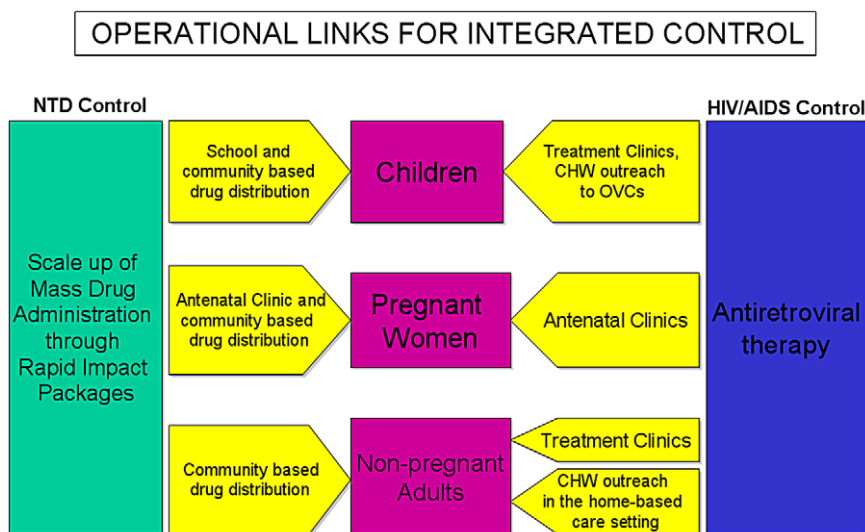 OPERATIONAL LINKS FOR INTEGRATED CONTROL
NTD Control
HIV/AIDS Control
Scale up of
Mass Drug
Administration
through
Rapid Impact
Packages
School and
community based
drug distribution
Children
Treatment Clinics,
CHW outreach
to OVCs
Antenatal Clinic and
community based
drug distribution
Pregnant
Women
Antenatal Clinics
Community based
drug distribution
Non-pregnant
Adults
Treatment Clinics
CHW outreach
in the home-based
care setting
Antiretroviral
therapy